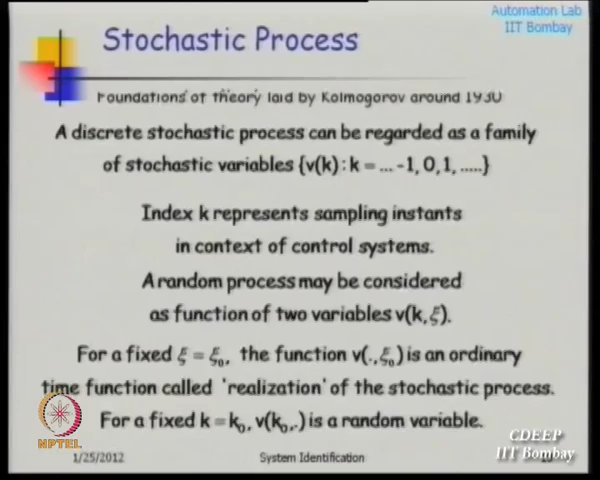 Automation Lab
IIT Bombay
Stochastic Process
Foundations of theory laid by Kolmogorov around 1930
A discrete stochastic process can be regarded as a family
of stochastic variables {v(k) : k = ... -1, 0, 1, .....}
Index k represents sampling instants
in context of control systems.
A random process may be considered
as function of two variables v(k, ξ).
For a fixed ξ = ξ₀, the function v(., ξ₀) is an ordinary
time function called 'realization' of the stochastic process.
For a fixed k = k₀, v(k₀,.) is a random variable.
NPTEL
1/25/2012
System Identification
CDEEP
IIT Bombay